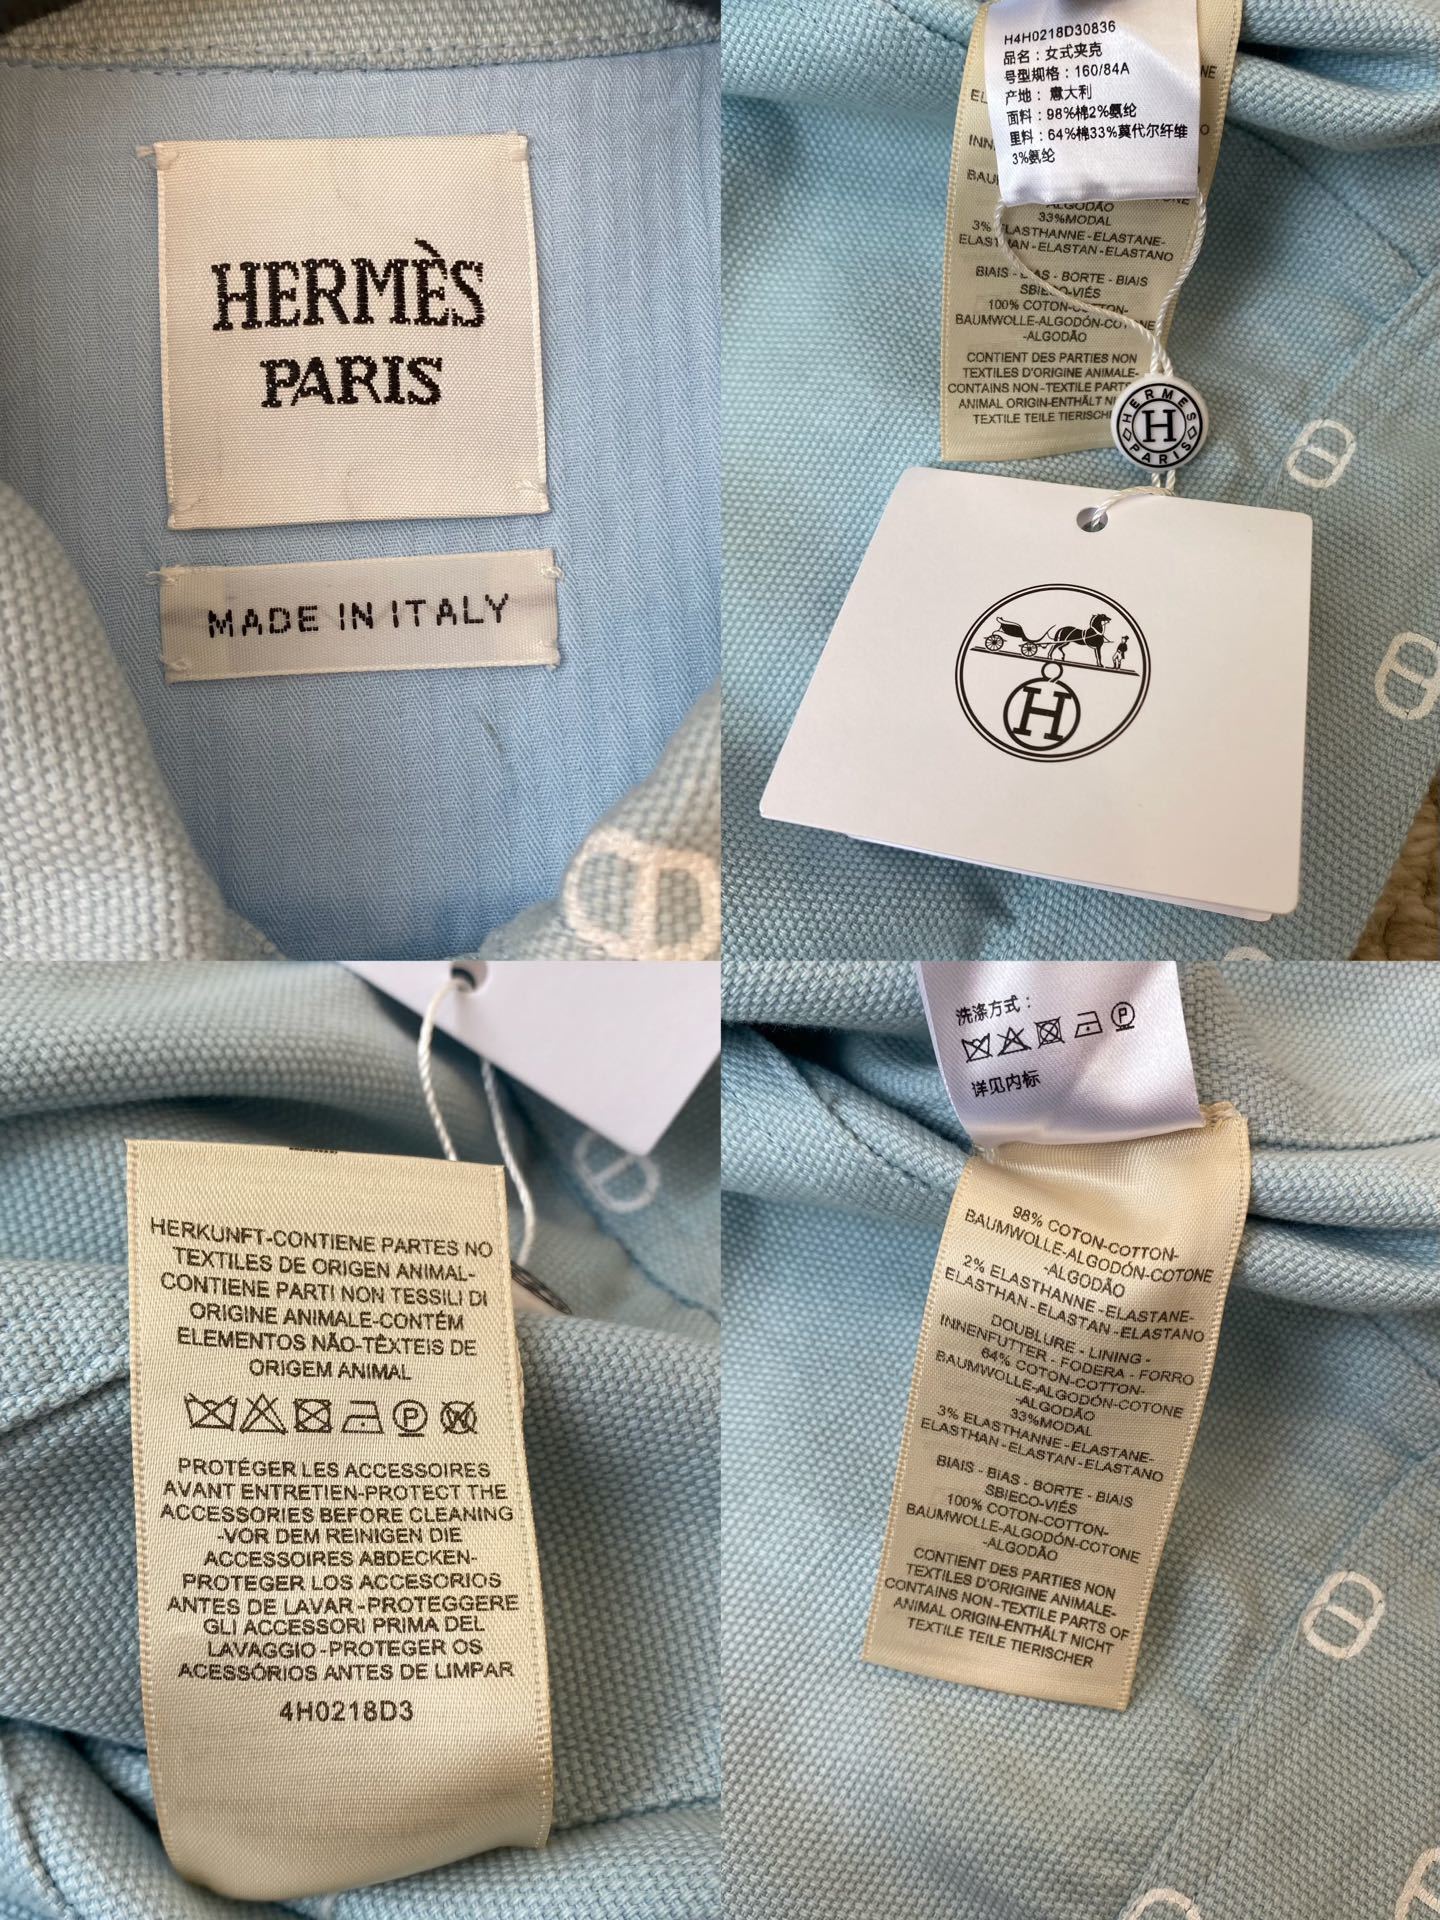 HERMÈS
PARIS
MADE IN ITALY
H4H0218D30836
品名：女式夹克
号型规格：160/84A
产地： 意大利
面料：98%棉2%氨纶
里料：64%棉33%莫代尔纤维
3%氨纶
NE
EL
INN
O
BAU
ONE
ALGODÃO
33%MODAL
3% ELASTHANNE-ELASTANE-
ELASTHAN-ELASTAN-ELASTANO
BIAIS - BIAS - BORTE - BIAIS
SBIECO-VIÉS
100% COTON-COTTON-
BAUMWOLLE-ALGODÓN-COTONE
-ALGODÃO
CONTIENT DES PARTIES NON
TEXTILES D'ORIGINE ANIMALE-
CONTAINS NON-TEXTILE PARTS
ANIMAL ORIGIN-ENTHÄLT NI
TEXTILE TEILE TIERISCH
HERMES
H
PARIS
H
HERKUNFT-CONTIENE PARTES NO
TEXTILES DE ORIGEN ANIMAL-
CONTIENE PARTI NON TESSILI DI
ORIGINE ANIMALE-CONTÉM
ELEMENTOS NÃO-TÊXTEIS DE
ORIGEM ANIMAL
P W
PROTÉGER LES ACCESSOIRES
AVANT ENTRETIEN-PROTECT THE
ACCESSORIES BEFORE CLEANING
-VOR DEM REINIGEN DIE
ACCESSOIRES ABDECKEN-
PROTEGER LOS ACCESORIOS
ANTES DE LAVAR-PROTEGGERE
GLI ACCESSORI PRIMA DEL
LAVAGGIO-PROTEGER OS
ACESSÓRIOS ANTES DE LIMPAR
4H0218D3
洗涤方式：
P
详见内标
98% COTON-COTTON-
BAUMWOLLE-ALGODÓN-COTONE
-ALGODÃO
2% ELASTHANNE-ELASTANE-
ELASTHAN-ELASTAN-ELASTANO
DOUBLURE - LINING -
INNENFUTTER - FODERA - FORRO
64% COTON-COTTON-
BAUMWOLLE-ALGODÓN-COTONE
-ALGODÃO
33%MODAL
3% ELASTHANNE-ELASTANE-
ELASTHAN-ELASTAN-ELASTANO
BIAIS - BIAS - BORTE - BIAIS
SBIECO-VIÉS
100% COTON-COTTON-
BAUMWOLLE-ALGODÓN-COTONE
-ALGODÃO
CONTIENT DES PARTIES NON
TEXTILES D'ORIGINE ANIMALE-
CONTAINS NON-TEXTILE PARTS OF
ANIMAL ORIGIN-ENTHÄLT NICHT
TEXTILE TEILE TIERISCHER